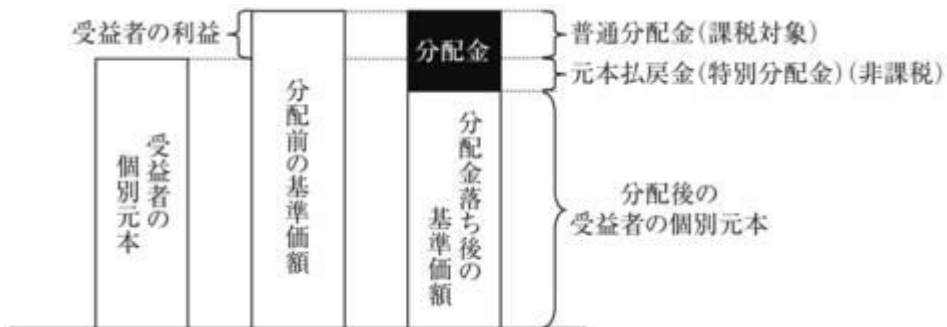 受益者の利益
分配金
普通分配金(課税対象)
元本払戻金(特別分配金)(非課税)
受益者の
個別元本
分配前の基準価額
分配金落ち後の
基準価額
分配後の
受益者の個別元本